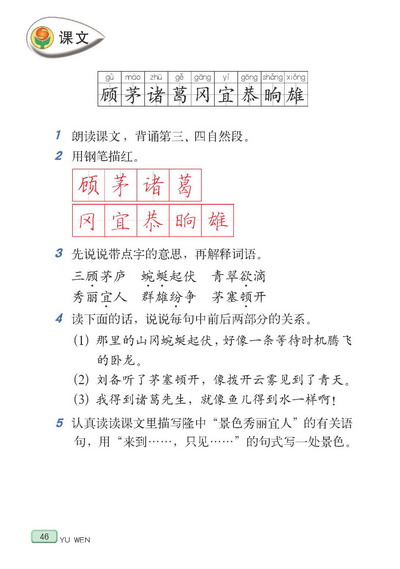 课文
gù máo zhū gě gāng yí gōng shǎng xióng
顾茅诸葛冈宜恭晌雄
1 朗读课文，背诵第三、四自然段。
2 用钢笔描红。
顾茅诸葛
冈宜恭晌雄
3 先说说带点字的意思，再解释词语。
三顾茅庐 蜿蜒起伏 青翠欲滴
秀丽宜人 群雄纷争 茅塞顿开
4 读下面的话，说说每句中前后两部分的关系。
(1) 那里的山冈蜿蜒起伏，好像一条等待时机腾飞
的卧龙。
(2) 刘备听了茅塞顿开，像拨开云雾见到了青天。
(3) 我得到诸葛先生，就像鱼儿得到水一样啊！
5 认真读读课文里描写隆中“景色秀丽宜人”的有关语
句，用“来到……，只见……”的句式写一处景色。
46 YU WEN